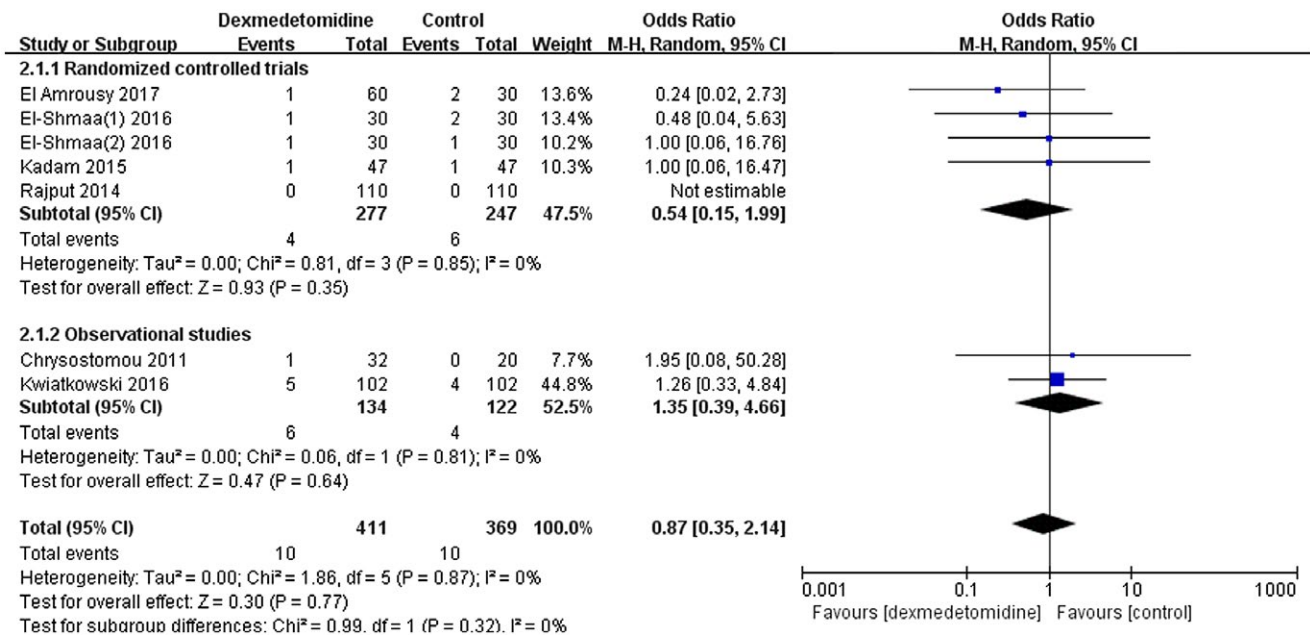 Dexmedetomidine Control Odds Ratio Odds Ratio
Study or Subgroup Events Total Events Total Weight M-H, Random, 95% CI M-H, Random, 95% CI
2.1.1 Randomized controlled trials
El Amrousy 2017 1 60 2 30 13.6% 0.24 [0.02, 2.73]
El-Shmaa(1) 2016 1 30 2 30 13.4% 0.48 [0.04, 5.63]
El-Shmaa(2) 2016 1 30 1 30 10.2% 1.00 [0.06, 16.76]
Kadam 2015 1 47 1 47 10.3% 1.00 [0.06, 16.47]
Rajput 2014 0 110 0 110 Not estimable
Subtotal (95% CI) 277 247 47.5% 0.54 [0.15, 1.99]
Total events 4 6
Heterogeneity: Tau² = 0.00; Chi² = 0.81, df = 3 (P = 0.85); I² = 0%
Test for overall effect: Z = 0.93 (P = 0.35)
2.1.2 Observational studies
Chrysostomou 2011 1 32 0 20 7.7% 1.95 [0.08, 50.28]
Kwiatkowski 2016 5 102 4 102 44.8% 1.26 [0.33, 4.84]
Subtotal (95% CI) 134 122 52.5% 1.35 [0.39, 4.66]
Total events 6 4
Heterogeneity: Tau² = 0.00; Chi² = 0.06, df = 1 (P = 0.81); I² = 0%
Test for overall effect: Z = 0.47 (P = 0.64)
Total (95% CI) 411 369 100.0% 0.87 [0.35, 2.14]
Total events 10 10
Heterogeneity: Tau² = 0.00; Chi² = 1.86, df = 5 (P = 0.87); I² = 0%
Test for overall effect: Z = 0.30 (P = 0.77)
Test for subgroup differences: Chi² = 0.99, df = 1 (P = 0.32), I² = 0%
0.001 0.1 1 10 1000
Favours [dexmedetomidine] Favours [control]